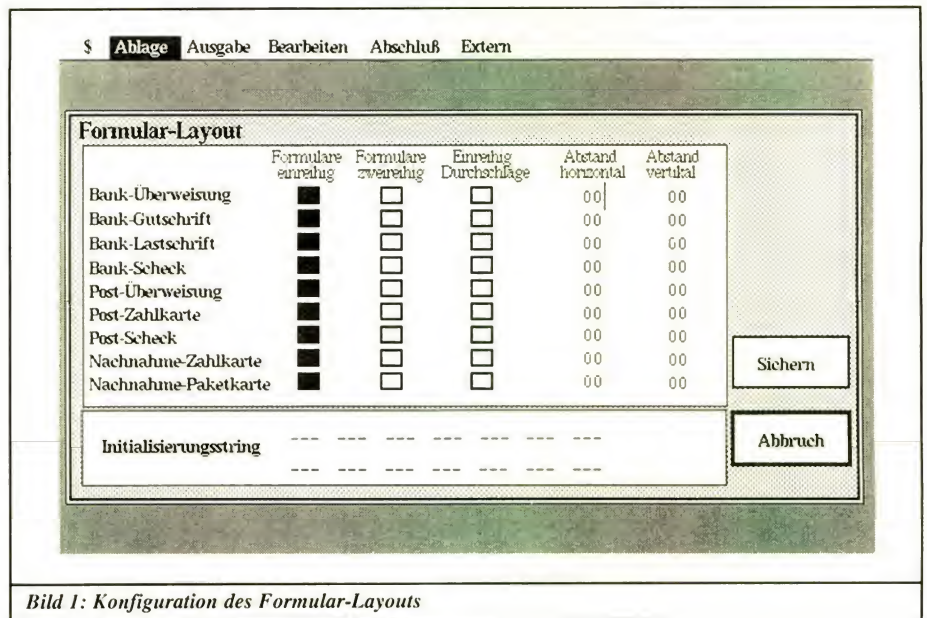 $ Ablage Ausgabe Bearbeiten Abschluß Extern
Formular-Layout
Formulare einreihig Formulare zweireihig Einreihig Durchschläge Abstand horizontal Abstand vertikal
Bank-Überweisung 00 00
Bank-Gutschrift 00 00
Bank-Lastschrift 00 00
Bank-Scheck 00 00
Post-Überweisung 00 00
Post-Zahlkarte 00 00
Post-Scheck 00 00
Nachnahme-Zahlkarte 00 00
Nachnahme-Paketkarte 00 00
Sichern
Initialisierungsstring --- --- --- --- --- --- ---
--- --- --- --- --- --- ---
Abbruch
Bild 1: Konfiguration des Formular-Layouts